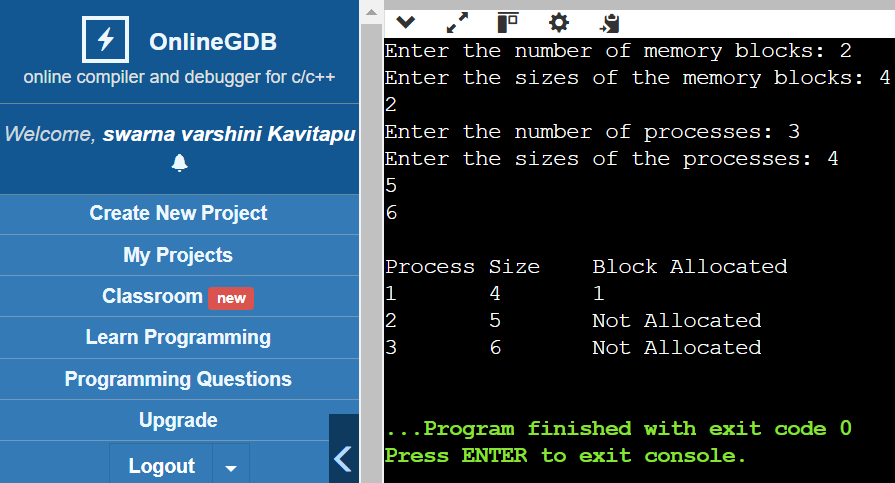 OnlineGDB
online compiler and debugger for c/c++
Welcome, swarna varshini Kavitapu
Create New Project
My Projects
Classroom new
Learn Programming
Programming Questions
Upgrade
Logout
Enter the number of memory blocks: 2
Enter the sizes of the memory blocks: 4
2
Enter the number of processes: 3
Enter the sizes of the processes: 4
5
6
Process Size Block Allocated
1 4 1
2 5 Not Allocated
3 6 Not Allocated
...Program finished with exit code 0
Press ENTER to exit console.